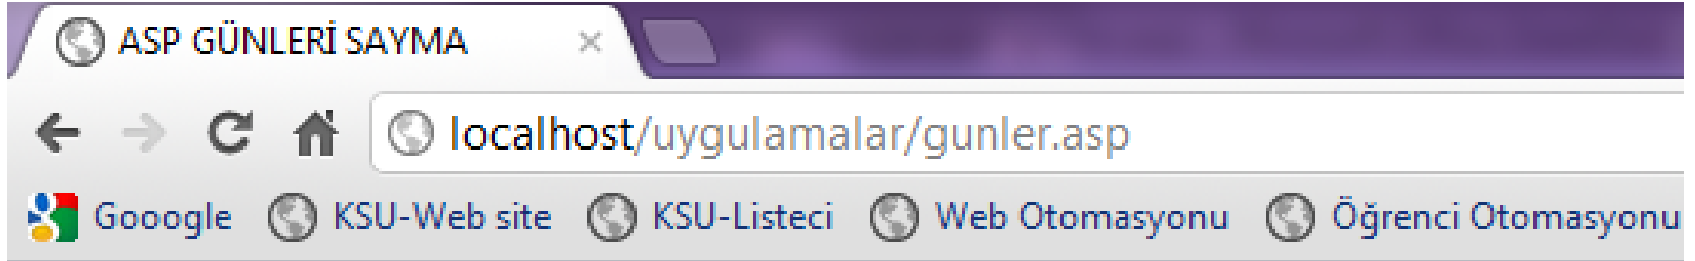 ASP GÜNLERİ SAYMA
localhost/uygulamalar/gunler.asp
Gooogle KSU-Web site KSU-Listeci Web Otomasyonu Öğrenci Otomasyonu